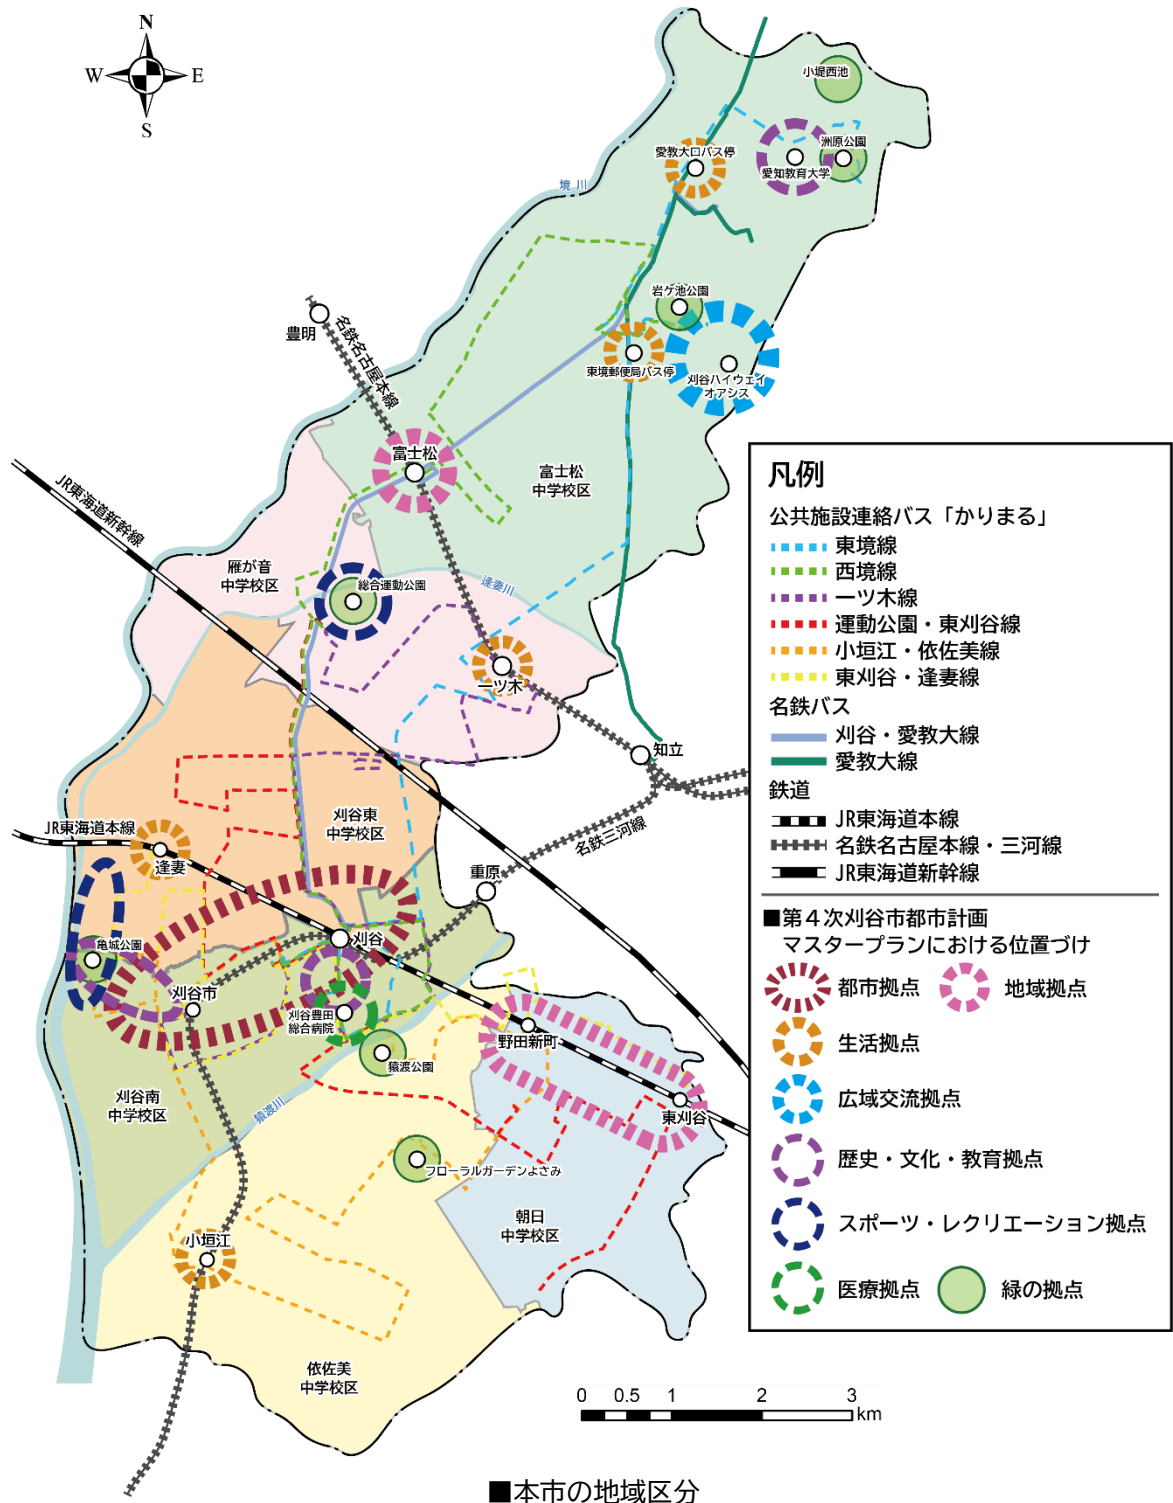 N
W
E
S
小堤西池
洲原公園
愛知教育大学
愛教大口バス停
境川
岩ケ池公園
豊明
名鉄名古屋本線
東境郵便局バス停
刈谷ハイウェイ
オアシス
富士松
富士松
中学校区
JR東海道新幹線
雁が音
中学校区
総合運動公園
逢妻川
一ツ木
知立
刈谷東
中学校区
JR東海道本線
逢妻
名鉄三河線
重原
亀城公園
刈谷
刈谷市
刈谷豊田
総合病院
野田新町
猿渡公園
刈谷南
中学校区
猿渡川
東刈谷
フローラルガーデンよさみ
朝日
中学校区
小垣江
依佐美
中学校区
凡例
公共施設連絡バス「かりまる」
東境線
西境線
一ツ木線
運動公園・東刈谷線
小垣江・依佐美線
東刈谷・逢妻線
名鉄バス
刈谷・愛教大線
愛教大線
鉄道
JR東海道本線
名鉄名古屋本線・三河線
JR東海道新幹線
■第４次刈谷市都市計画
マスタープランにおける位置づけ
都市拠点
地域拠点
生活拠点
広域交流拠点
歴史・文化・教育拠点
スポーツ・レクリエーション拠点
医療拠点
緑の拠点
0 0.5 1 2 3
km
■本市の地域区分